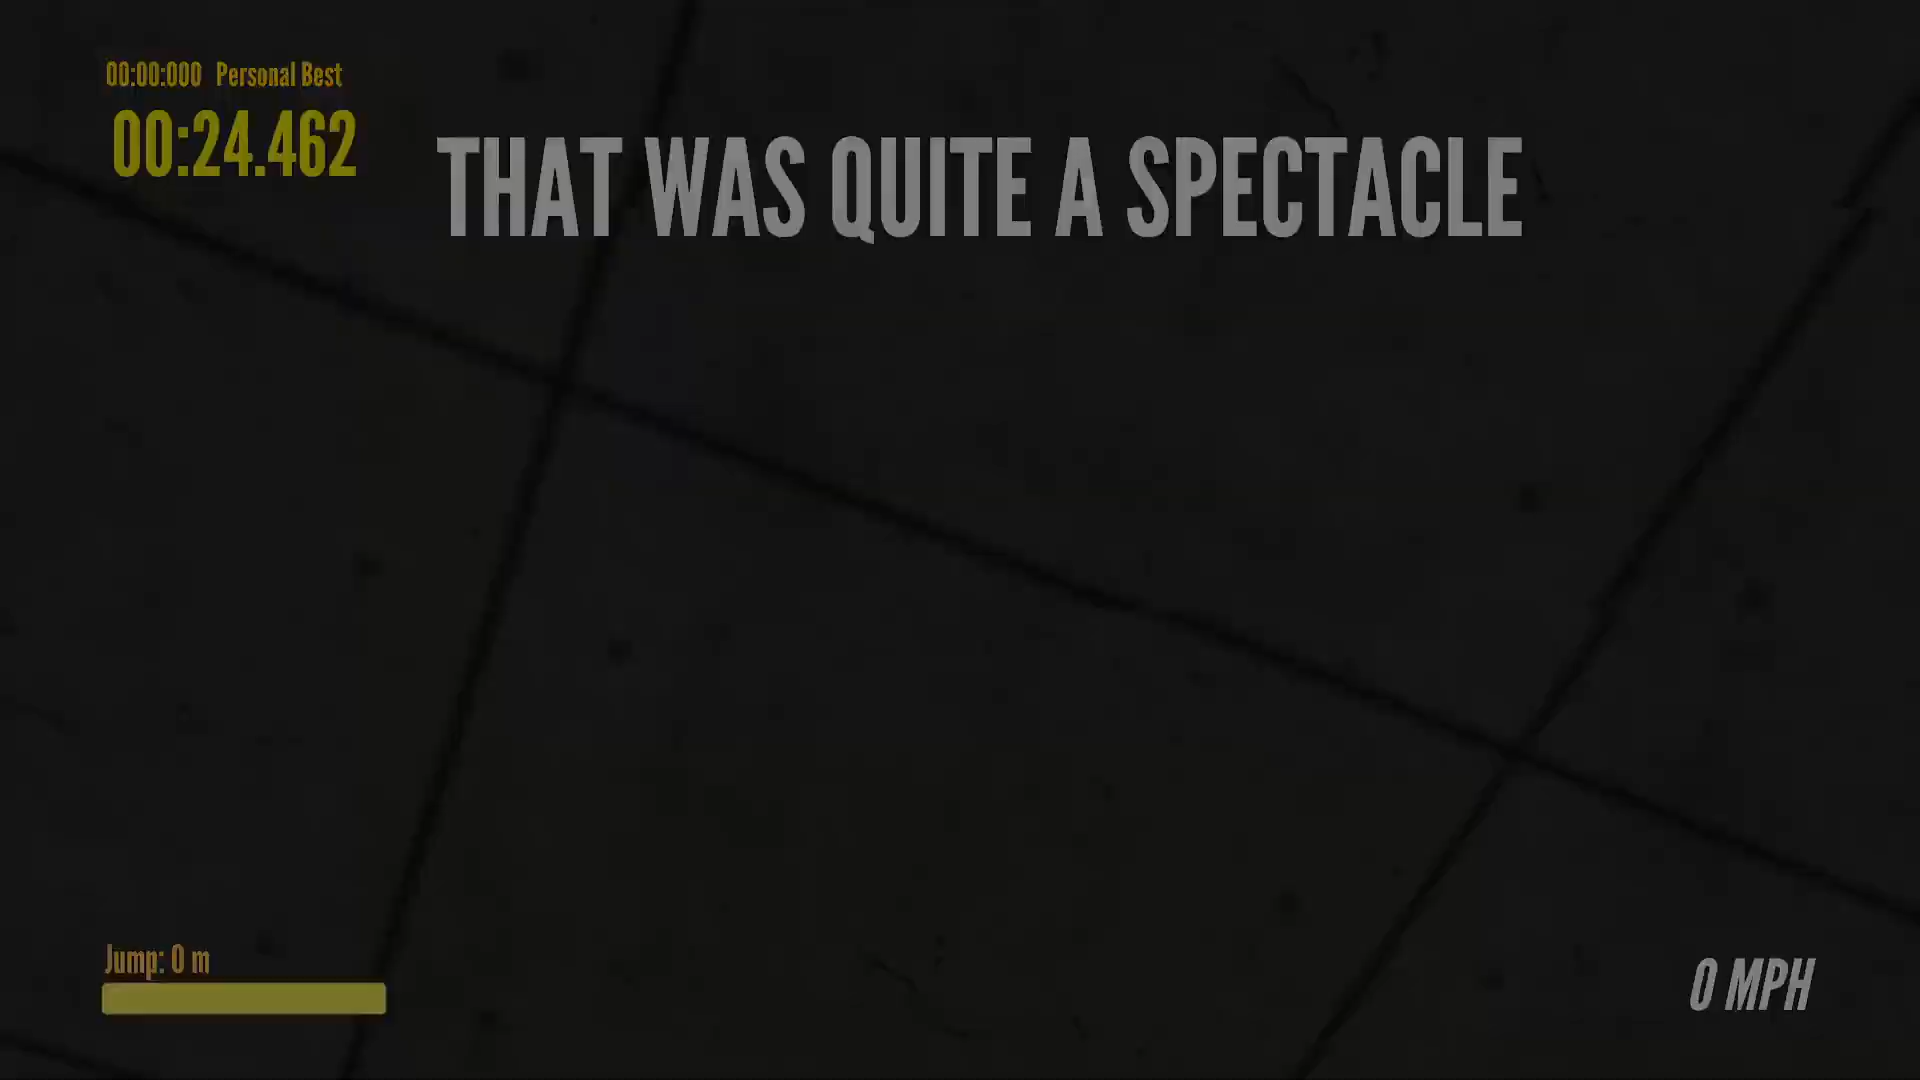 00:00:000 Personal Best
00:24.462
THAT WAS QUITE A SPECTACLE
Jump: 0 m
0 MPH